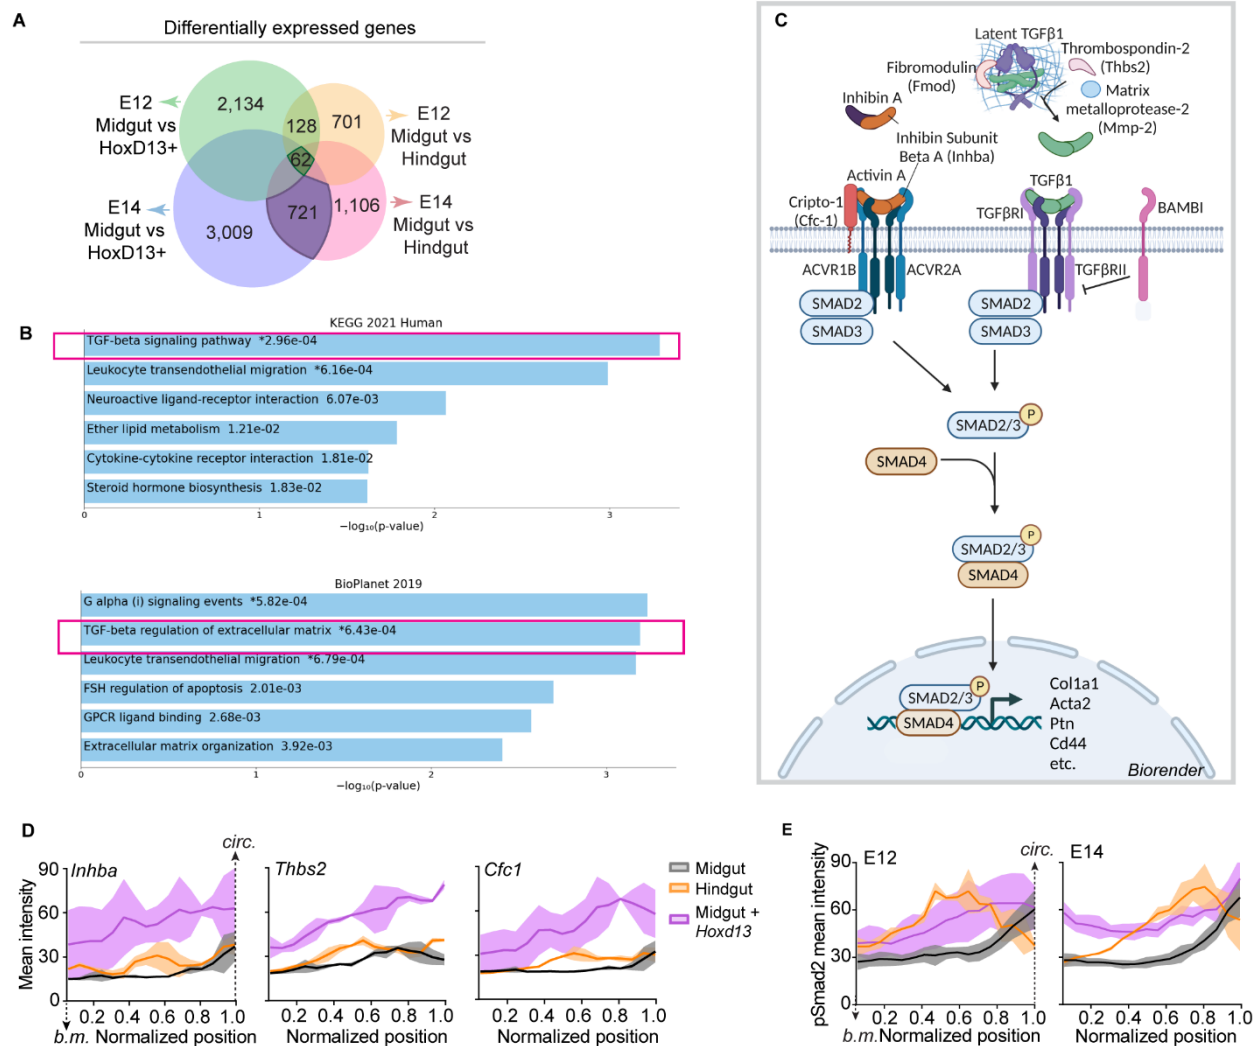 A
Differentially expressed genes
E12
Midgut vs
HoxD13+
2,134
128
701
E12
Midgut vs
Hindgut
62
E14
Midgut vs
HoxD13+
3,009
721
1,106
E14
Midgut vs
Hindgut
B
KEGG 2021 Human
TGF-beta signaling pathway *2.96e-04
Leukocyte transendothelial migration *6.16e-04
Neuroactive ligand-receptor interaction 6.07e-03
Ether lipid metabolism 1.21e-02
Cytokine-cytokine receptor interaction 1.81e-02
Steroid hormone biosynthesis 1.83e-02
0 1 2 3
−log₁₀(p-value)
BioPlanet 2019
G alpha (i) signaling events *5.82e-04
TGF-beta regulation of extracellular matrix *6.43e-04
Leukocyte transendothelial migration *6.79e-04
FSH regulation of apoptosis 2.01e-03
GPCR ligand binding 2.68e-03
Extracellular matrix organization 3.92e-03
0 1 2 3
−log₁₀(p-value)
C
Latent TGFβ1
Fibromodulin
(Fmod)
Thrombospondin-2
(Thbs2)
Matrix
metalloprotease-2
(Mmp-2)
Inhibin A
Inhibin Subunit
Beta A (Inhba)
Activin A
Cripto-1
(Cfc-1)
TGFβ1
TGFβRI
BAMBI
ACVR1B
ACVR2A
TGFβRII
SMAD2
SMAD3
SMAD2
SMAD3
SMAD2/3
P
SMAD4
SMAD2/3
P
SMAD4
SMAD2/3
P
SMAD4
Col1a1
Acta2
Ptn
Cd44
etc.
Biorender
D
circ.
Mean intensity
90
60
30
0
Inhba
0.2 0.4 0.6 0.8 1.0
b.m. Normalized position
Thbs2
0.2 0.4 0.6 0.8 1.0
Normalized position
Cfc1
0.2 0.4 0.6 0.8 1.0
Normalized position
Midgut
Hindgut
Midgut +
Hoxd13
E
circ.
pSmad2 mean intensity
90
60
30
0
E12
0.2 0.4 0.6 0.8 1.0
b.m. Normalized position
E14
0.2 0.4 0.6 0.8 1.0
Normalized position